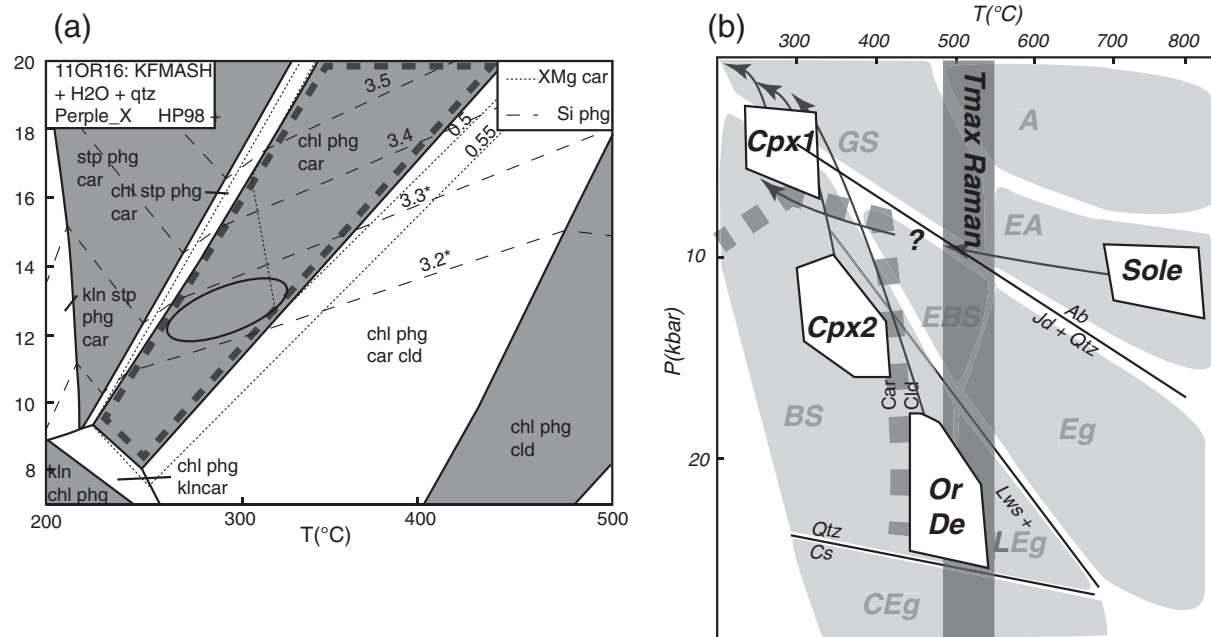 (a)
11OR16: KFMASH
+ H2O + qtz
Perple_X HP98
XMg car
Si phg
20
18
16
14
12
10
8
200
300
400
500
T(°C)
3.5
3.4
3.3*
3.2*
0.5
0.55
stp phg
car
chl stp phg
car
chl phg
car
kln stp
phg
car
chl phg
car cld
chl phg
cld
kln
chl phg
chl phg
klncar
(b)
T(°C)
300
400
500
600
700
800
P(kbar)
10
20
Cpx1
GS
A
Tmax Raman
EA
?
Sole
Cpx2
EBS
Ab
Jd + Qtz
Car
Cld
BS
Eg
Or
De
Lws +
LEg
Qtz
Cs
CEg